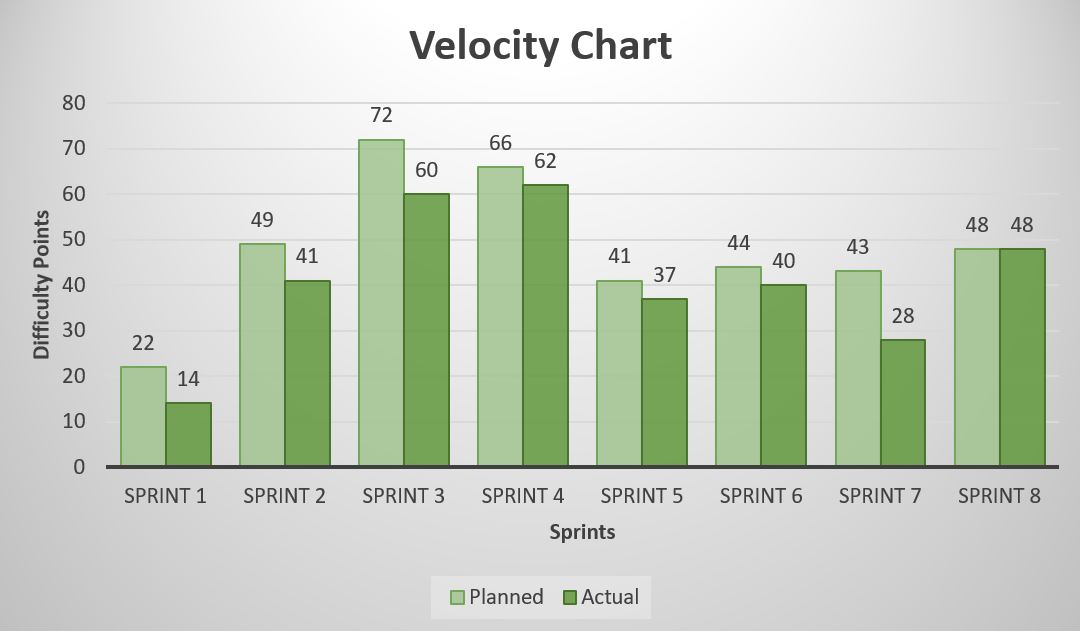 Velocity Chart
80
70
60
50
40
30
20
10
0
Difficulty Points
22
14
49
41
72
60
66
62
41
37
44
40
43
28
48
48
SPRINT 1
SPRINT 2
SPRINT 3
SPRINT 4
SPRINT 5
SPRINT 6
SPRINT 7
SPRINT 8
Sprints
Planned
Actual